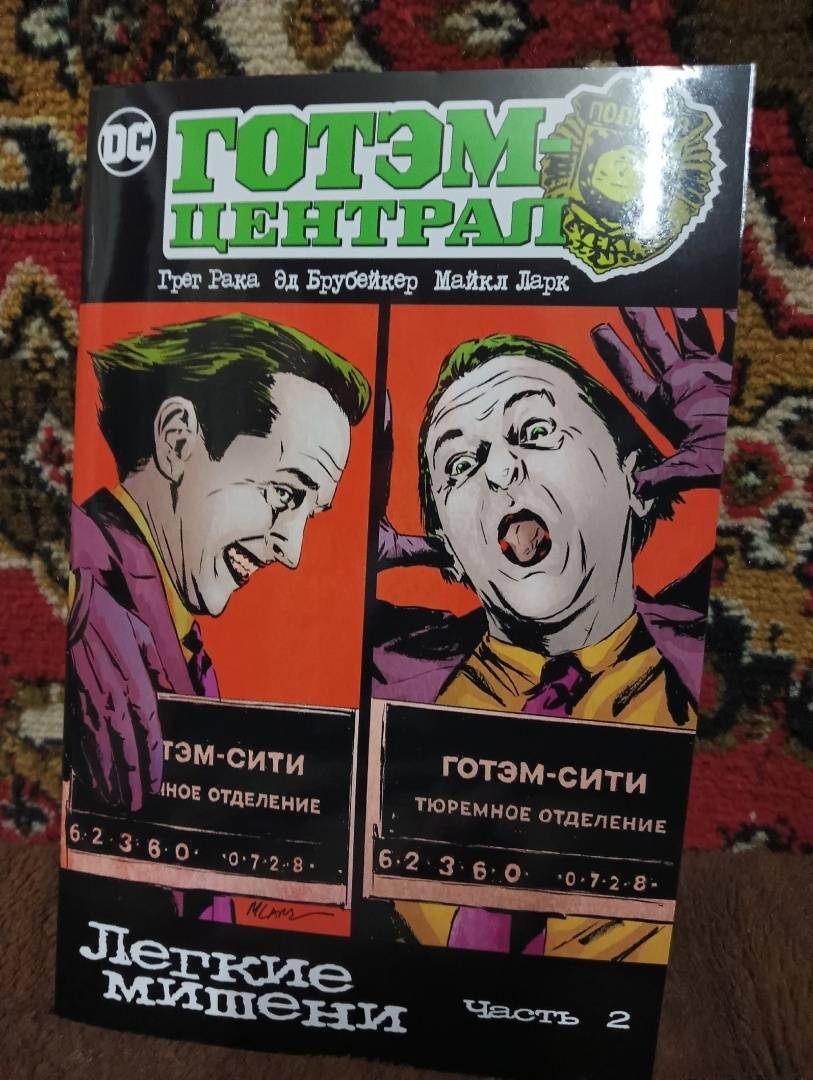 DC
ГОТЭМ-
ЦЕНТРАЛ
Грег Рака Эд Брубейкер Майкл Ларк
ТЭМ-СИТИ
НОЕ ОТДЕЛЕНИЕ
6·2·3·6·0· ·0·7·2·8·
ГОТЭМ-СИТИ
ТЮРЕМНОЕ ОТДЕЛЕНИЕ
6·2·3·6·0· ·0·7·2·8·
Легкие
мишени
Часть 2